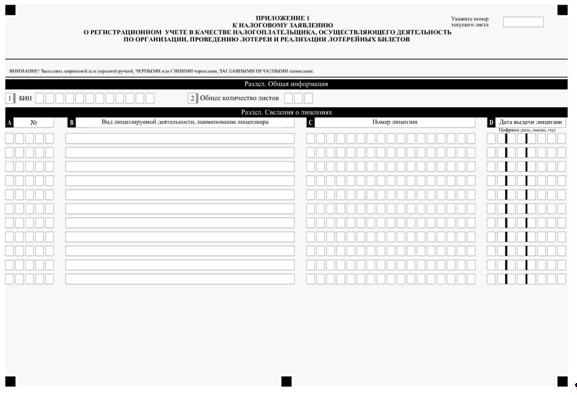 ПРИЛОЖЕНИЕ 1
К НАЛОГОВОМУ ЗАЯВЛЕНИЮ
О РЕГИСТРАЦИОННОМ УЧЕТЕ В КАЧЕСТВЕ НАЛОГОПЛАТЕЛЬЩИКА, ОСУЩЕСТВЛЯЮЩЕГО ДЕЯТЕЛЬНОСТЬ
ПО ОРГАНИЗАЦИИ, ПРОВЕДЕНИЮ ЛОТЕРЕИ И РЕАЛИЗАЦИИ ЛОТЕРЕЙНЫХ БИЛЕТОВ
Укажите номер
текущего листа
ВНИМАНИЕ! Заполнять шариковой или перьевой ручкой, ЧЕРНЫМИ или СИНИМИ чернилами, ЗАГЛАВНЫМИ ПЕЧАТНЫМИ символами.
Раздел. Общая информация
1 БИН 2 Общее количество листов
Раздел. Сведения о лицензиях
A № B Вид лицензируемой деятельности, наименование лицензиара C Номер лицензии D Дата выдачи лицензии
Цифрами день, месяц, год